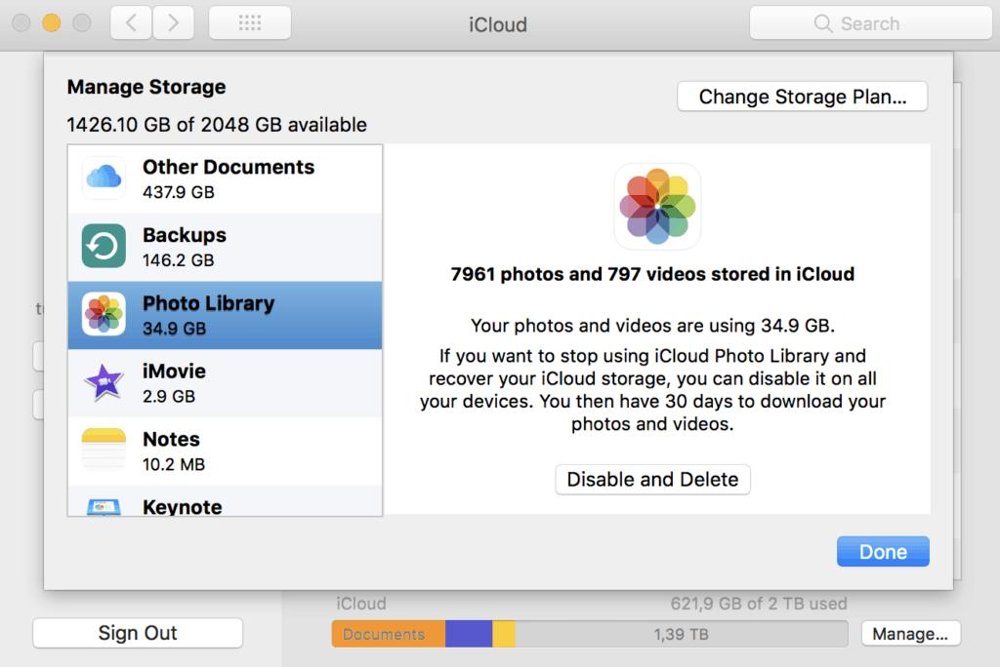 iCloud
Search
Manage Storage
Change Storage Plan...
1426.10 GB of 2048 GB available
Other Documents
437.9 GB
Backups
146.2 GB
Photo Library
34.9 GB
iMovie
2.9 GB
Notes
10.2 MB
Keynote
7961 photos and 797 videos stored in iCloud
Your photos and videos are using 34.9 GB.
If you want to stop using iCloud Photo Library and
recover your iCloud storage, you can disable it on all
your devices. You then have 30 days to download your
photos and videos.
Disable and Delete
Done
iCloud
621,9 GB of 2 TB used
Sign Out
Documents
1,39 TB
Manage...